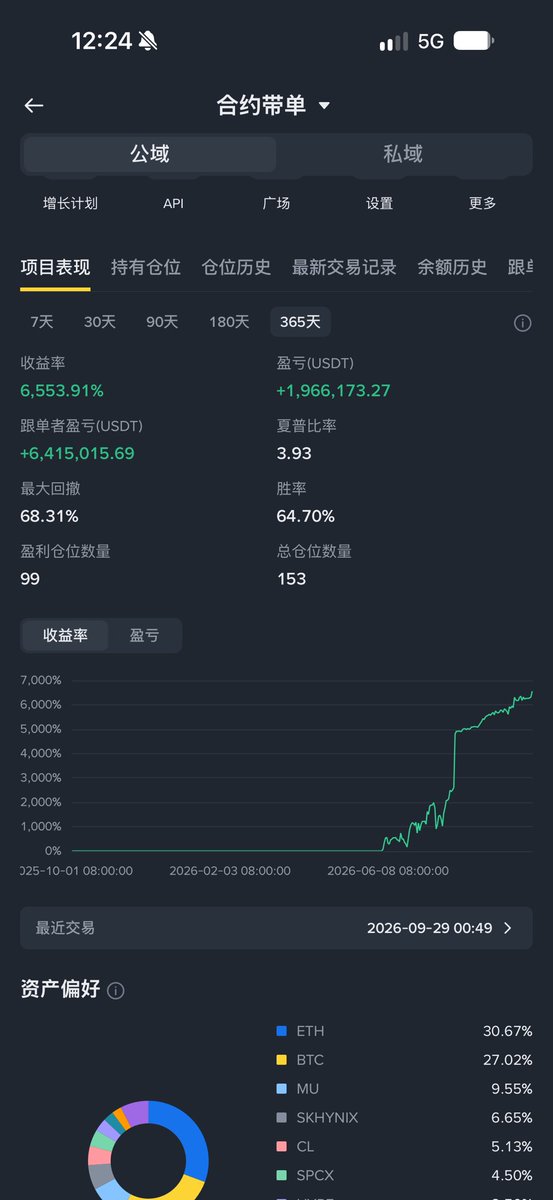 12:24 5G
合约带单
公域 私域
增长计划 API 广场 设置 更多
项目表现 持有仓位 仓位历史 最新交易记录 余额历史
7天 30天 90天 180天 365天
收益率 盈亏(USDT)
6,553.91% +1,966,173.27
跟单者盈亏(USDT) 夏普比率
+6,415,015.69 3.93
最大回撤 胜率
68.31% 64.70%
盈利仓位数量 总仓位数量
99 153
收益率 盈亏
7,000%
6,000%
5,000%
4,000%
3,000%
2,000%
1,000%
0%
025-10-01 08:00:00 2026-02-03 08:00:00 2026-06-08 08:00:00
最近交易 2026-09-29 00:49
资产偏好
ETH 30.67%
BTC 27.02%
MU 9.55%
SKHYNIX 6.65%
CL 5.13%
SPCX 4.50%